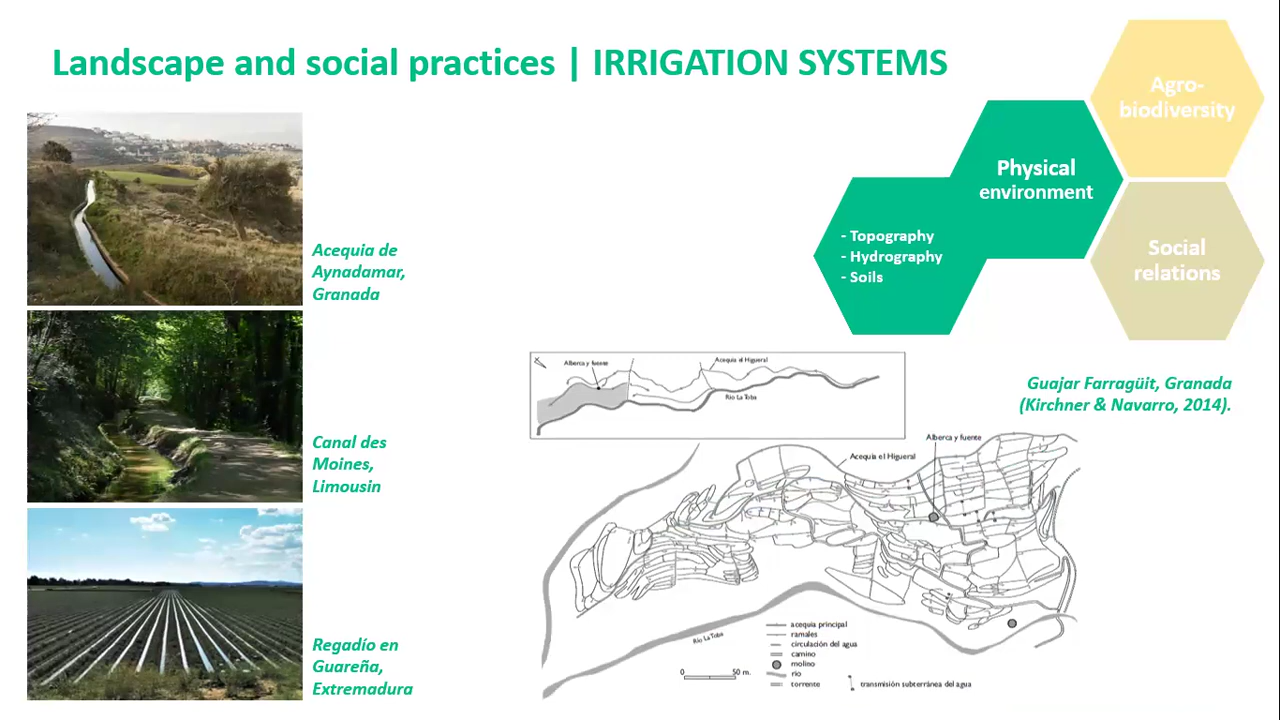 Landscape and social practices | IRRIGATION SYSTEMS
Agro-
biodiversity
Physical
environment
- Topography
- Hydrography
- Soils
Social
relations
Acequia de
Aynadamar,
Granada
Canal des
Moines,
Limousin
Regadío en
Guareña,
Extremadura
Guajar Farragüit, Granada
(Kirchner & Navarro, 2014).
Alberca y fuente
Acequia el Higueral
Río La Toba
Alberca y fuente
Acequia el Higueral
Río La Toba
0 50 m.
acequia principal
ramales
circulación del agua
camino
molino
río
torrente
transmisión subterránea del agua